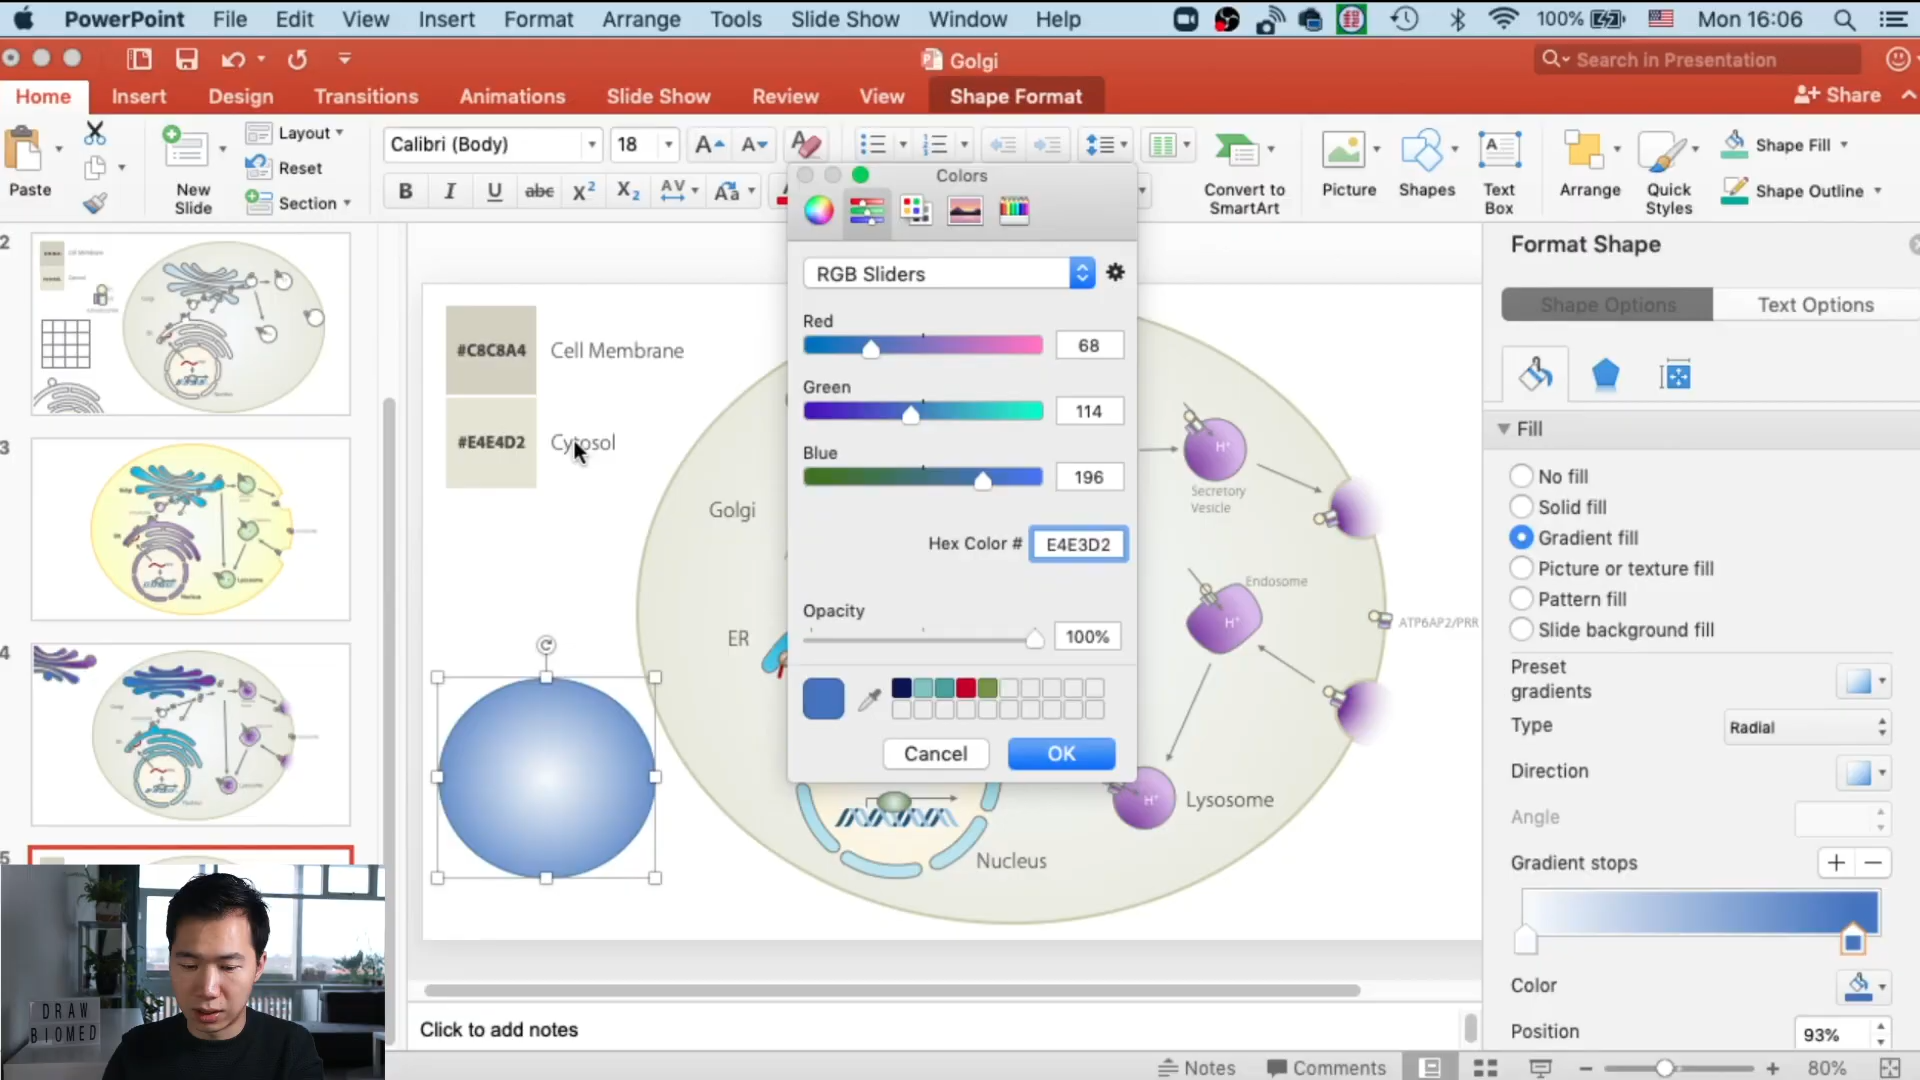 PowerPoint File Edit View Insert Format Arrange Tools Slide Show Window Help 100% Mon 16:06
Golgi
Search in Presentation
Home Insert Design Transitions Animations Slide Show Review View Shape Format Share
Paste
New Slide
Layout
Reset
Section
Calibri (Body) 18
B I U abc X² X₂ AV Aa
Convert to SmartArt
Picture
Shapes
Text Box
Arrange
Quick Styles
Shape Fill
Shape Outline
2
3
4
5
#C8C8A4 Cell Membrane
#E4E4D2 Cytosol
Golgi
ER
Nucleus
H+
Secretory
Vesicle
Endosome
H+
ATP6AP2/PRR
H+
Lysosome
Colors
RGB Sliders
Red
68
Green
114
Blue
196
Hex Color # E4E3D2
Opacity
100%
Cancel OK
Format Shape
Shape Options Text Options
Fill
No fill
Solid fill
Gradient fill
Picture or texture fill
Pattern fill
Slide background fill
Preset
gradients
Type Radial
Direction
Angle
Gradient stops
Color
Position 93%
DRAW
BIOMED
Click to add notes
Notes Comments 80%